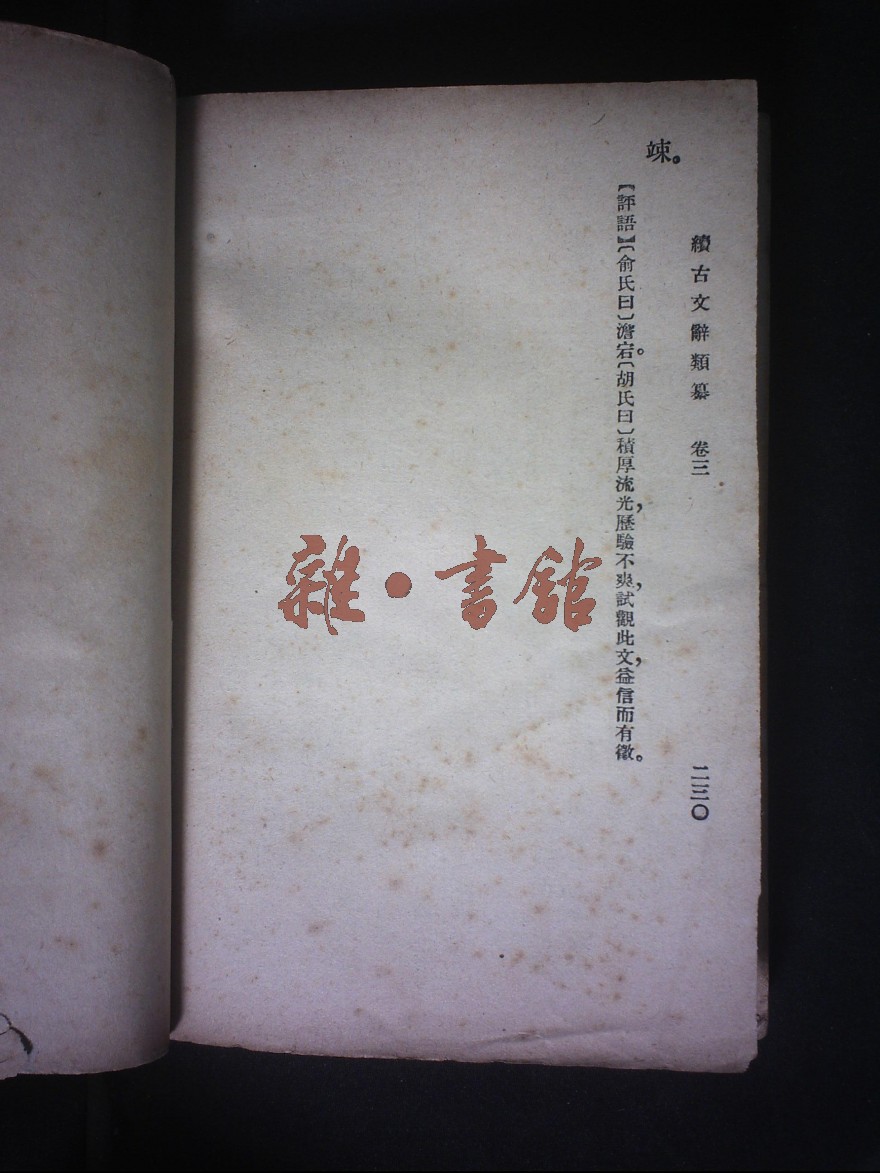 續古文辭類纂 卷三 二三〇
竦。
【評語】〔俞氏曰〕澹宕。〔胡氏曰〕積厚流光，歷驗不爽，試觀此文，益信而有徵。
雜·書館